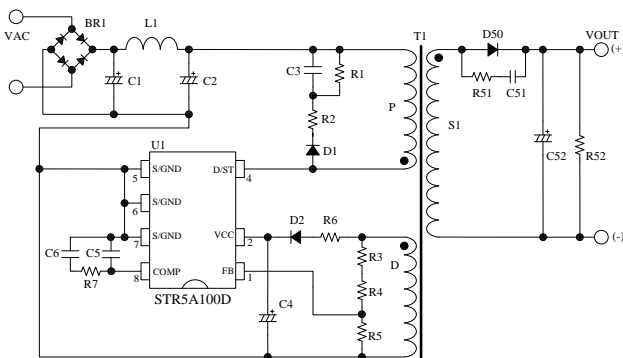 T1
L1
D50
VOUT
BR1
(+)
VAC
C3
R1
R51
C51
C1
C2
P
S1
R2
C52
R52
U1
D1
S/GND
D/ST
5
4
S/GND
6
D2
R6
(-)
S/GND
VCC
C6
C5
7
2
R3
D
COMP
FB
R7
8
1
R4
STR5A100D
C4
R5